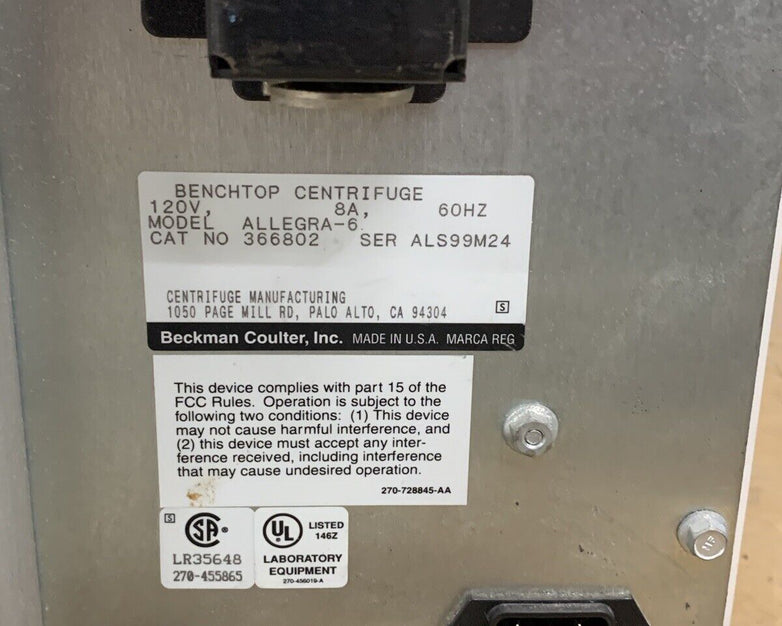 BENCHTOP CENTRIFUGE
120V, 8A, 60HZ
MODEL ALLEGRA-6
CAT NO 366802 SER ALS99M24
CENTRIFUGE MANUFACTURING
1050 PAGE MILL RD, PALO ALTO, CA 94304
S
Beckman Coulter, Inc. MADE IN U.S.A. MARCA REG
This device complies with part 15 of the
FCC Rules. Operation is subject to the
following two conditions: (1) This device
may not cause harmful interference, and
(2) this device must accept any inter-
ference received, including interference
that may cause undesired operation.
270-728845-AA
S
SA ®
LR35648
270-455865
UL LISTED
146Z
LABORATORY
EQUIPMENT
270-456019-A